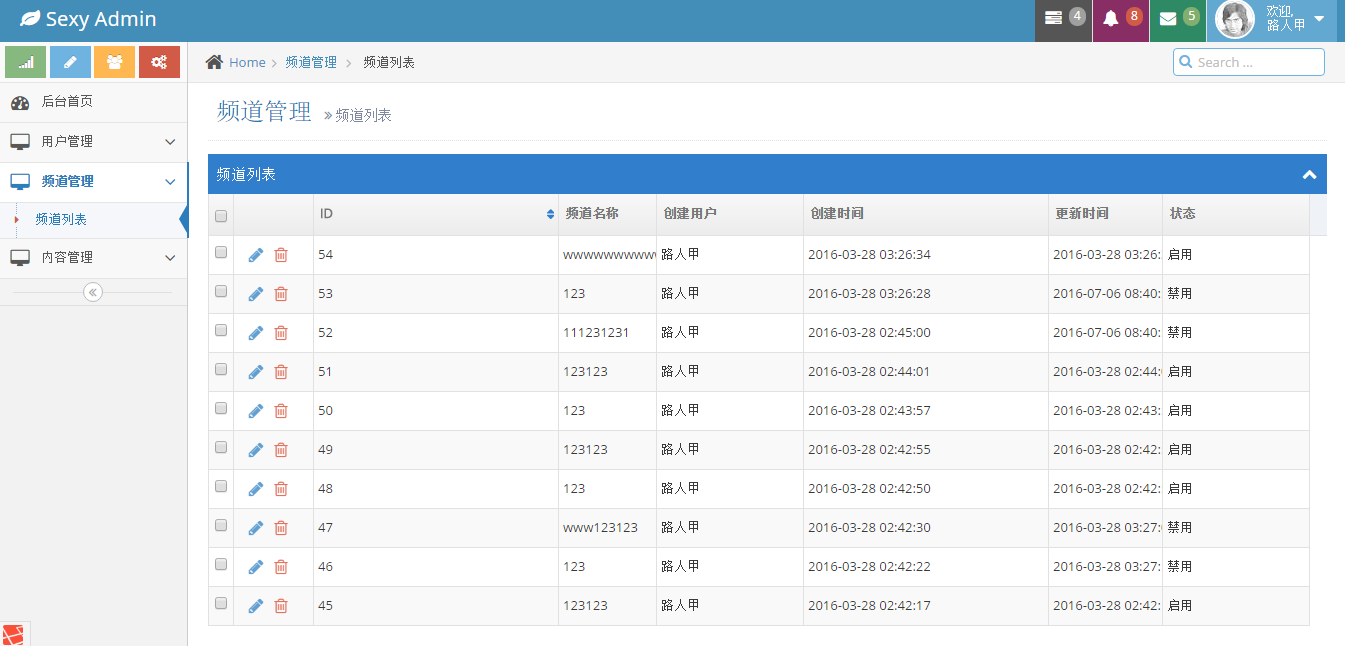 Sexy Admin
4
8
5
欢迎,
路人甲
Home
频道管理
频道列表
Search ...
后台首页
用户管理
频道管理
频道列表
内容管理
频道管理 » 频道列表
频道列表
ID 频道名称 创建用户 创建时间 更新时间 状态
54 wwwwwwwwww 路人甲 2016-03-28 03:26:34 2016-03-28 03:26: 启用
53 123 路人甲 2016-03-28 03:26:28 2016-07-06 08:40: 禁用
52 111231231 路人甲 2016-03-28 02:45:00 2016-07-06 08:40: 禁用
51 123123 路人甲 2016-03-28 02:44:01 2016-03-28 02:44: 启用
50 123 路人甲 2016-03-28 02:43:57 2016-03-28 02:43: 启用
49 123123 路人甲 2016-03-28 02:42:55 2016-03-28 02:42: 启用
48 123 路人甲 2016-03-28 02:42:50 2016-03-28 02:42: 启用
47 www123123 路人甲 2016-03-28 02:42:30 2016-03-28 03:27: 禁用
46 123 路人甲 2016-03-28 02:42:22 2016-03-28 03:27: 禁用
45 123123 路人甲 2016-03-28 02:42:17 2016-03-28 02:42: 启用